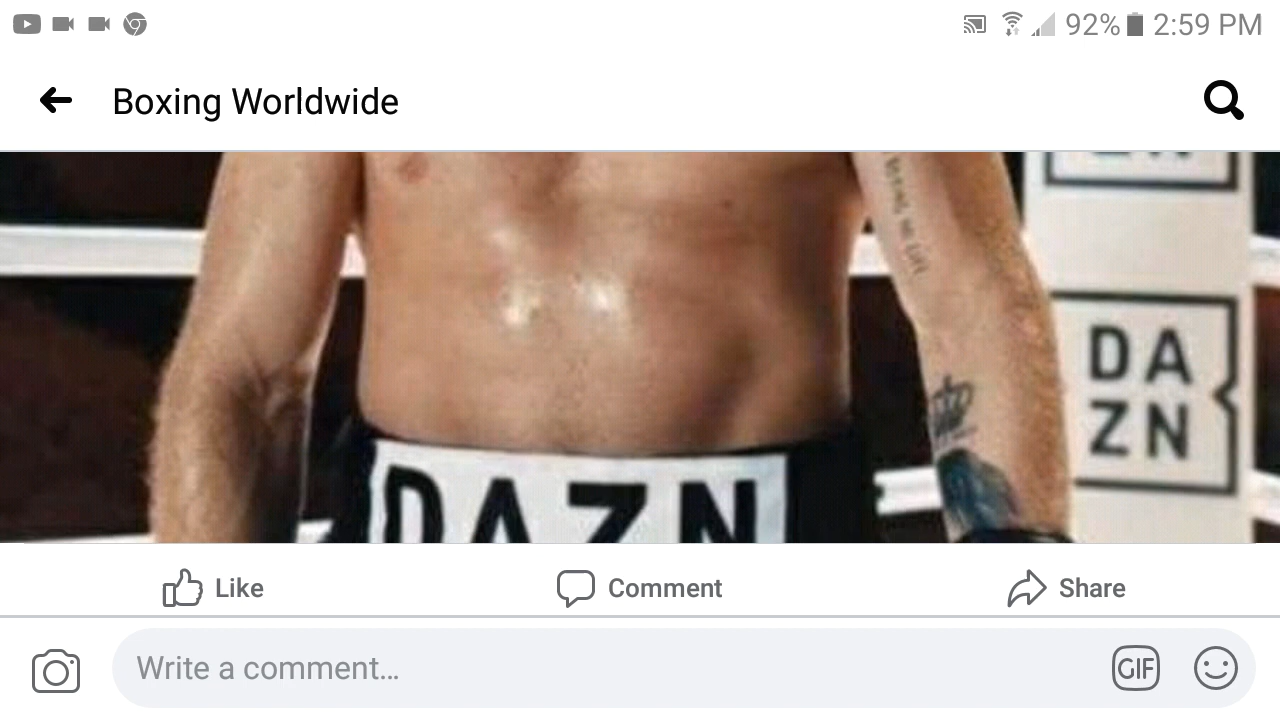 92% 2:59 PM
Boxing Worldwide
DA
ZN
DAZN
Like Comment Share
Write a comment...
GIF